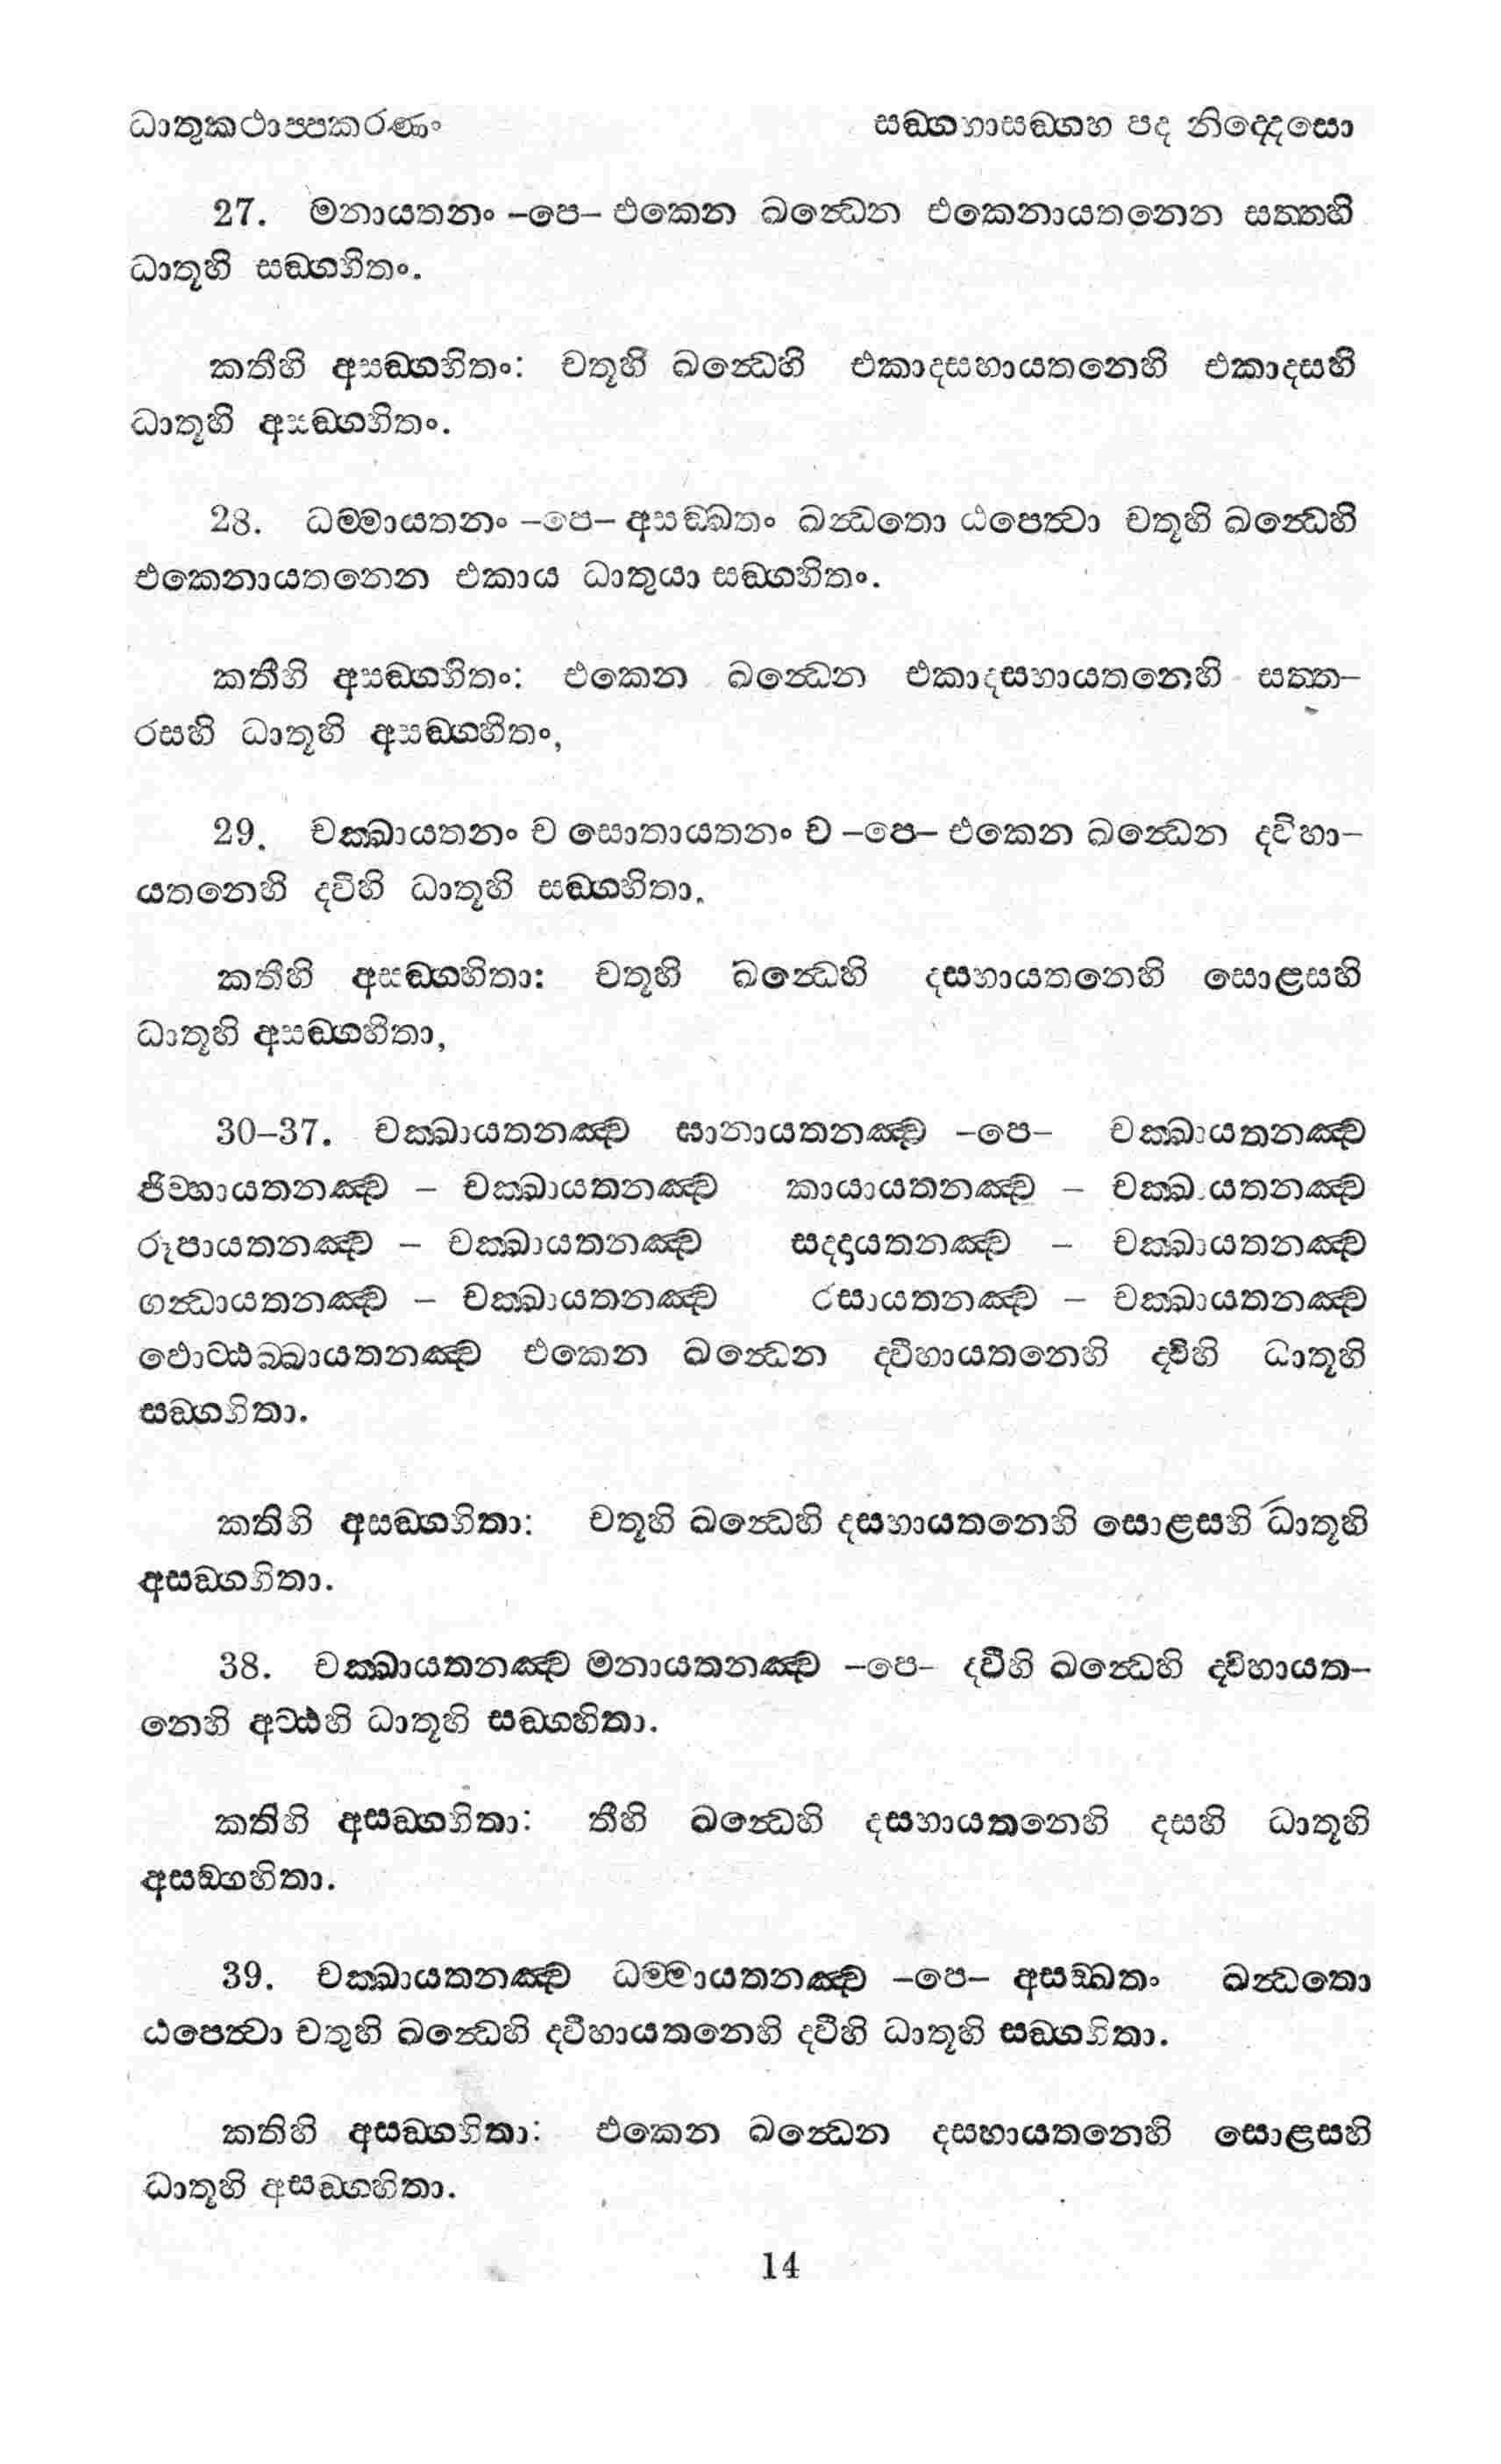 ධාතුකථාප්පකරණං සඞ්ගහාසඞ්ගහ පද නිද්දෙසො
27. මනායතනං –පෙ– එකෙන ඛන්ධෙන එකෙනායතනෙන සත්තහි
ධාතූහි සඞ්ගහිතං.
කතීහි අසඞ්ගහිතං: චතූහි ඛන්ධෙහි එකාදසහායතනෙහි එකාදසහි
ධාතූහි අසඞ්ගහිතං.
28. ධම්මායතනං –පෙ– අසඞ්ඛතං ඛන්ධතො ඨපෙත්වා චතූහි ඛන්ධෙහි
එකෙනායතනෙන එකාය ධාතුයා සඞ්ගහිතං.
කතීහි අසඞ්ගහිතං: එකෙන ඛන්ධෙන එකාදසහායතනෙහි සත්ත–
රසහි ධාතූහි අසඞ්ගහිතං,
29. චක්ඛායතනං ච සොතායතනං ච –පෙ– එකෙන ඛන්ධෙන ද්විහා–
යතනෙහි ද්විහි ධාතූහි සඞ්ගහිතා.
කතීහි අසඞ්ගහිතා: චතූහි ඛන්ධෙහි දසහායතනෙහි සොළසහි
ධාතූහි අසඞ්ගහිතා,
30–37. චක්ඛායතනඤ්ච ඝානායතනඤ්ච –පෙ– චක්ඛායතනඤ්ච
ජිව්හායතනඤ්ච – චක්ඛායතනඤ්ච කායායතනඤ්ච – චක්ඛායතනඤ්ච
රූපායතනඤ්ච – චක්ඛායතනඤ්ච සද්දායතනඤ්ච – චක්ඛායතනඤ්ච
ගන්ධායතනඤ්ච – චක්ඛායතනඤ්ච රසායතනඤ්ච – චක්ඛායතනඤ්ච
ඵොට්ඨබ්බායතනඤ්ච එකෙන ඛන්ධෙන ද්වීහායතනෙහි ද්වීහි ධාතූහි
සඞ්ගහිතා.
කතිහි අසඞ්ගහිතා: චතූහි ඛන්ධෙහි දසහායතනෙහි සොළසහි ධාතූහි
අසඞ්ගහිතා.
38. චක්ඛායතනඤ්ච මනායතනඤ්ච –පෙ– ද්වීහි ඛන්ධෙහි ද්විහායත–
නෙහි අට්ඨහි ධාතූහි සඞ්ගහිතා.
කතිහි අසඞ්ගහිතා: තීහි ඛන්ධෙහි දසහායතනෙහි දසහි ධාතූහි
අසඞ්ගහිතා.
39. චක්ඛායතනඤ්ච ධම්මායතනඤ්ච –පෙ– අසඞ්ඛතං ඛන්ධතො
ඨපෙත්වා චතුහි ඛන්ධෙහි ද්වීහායතනෙහි ද්වීහි ධාතූහි සඞ්ගහිතා.
කතිහි අසඞ්ගහිතා: එකෙන ඛන්ධෙන දසහායතනෙහි සොළසහි
ධාතූහි අසඞ්ගහිතා.
14